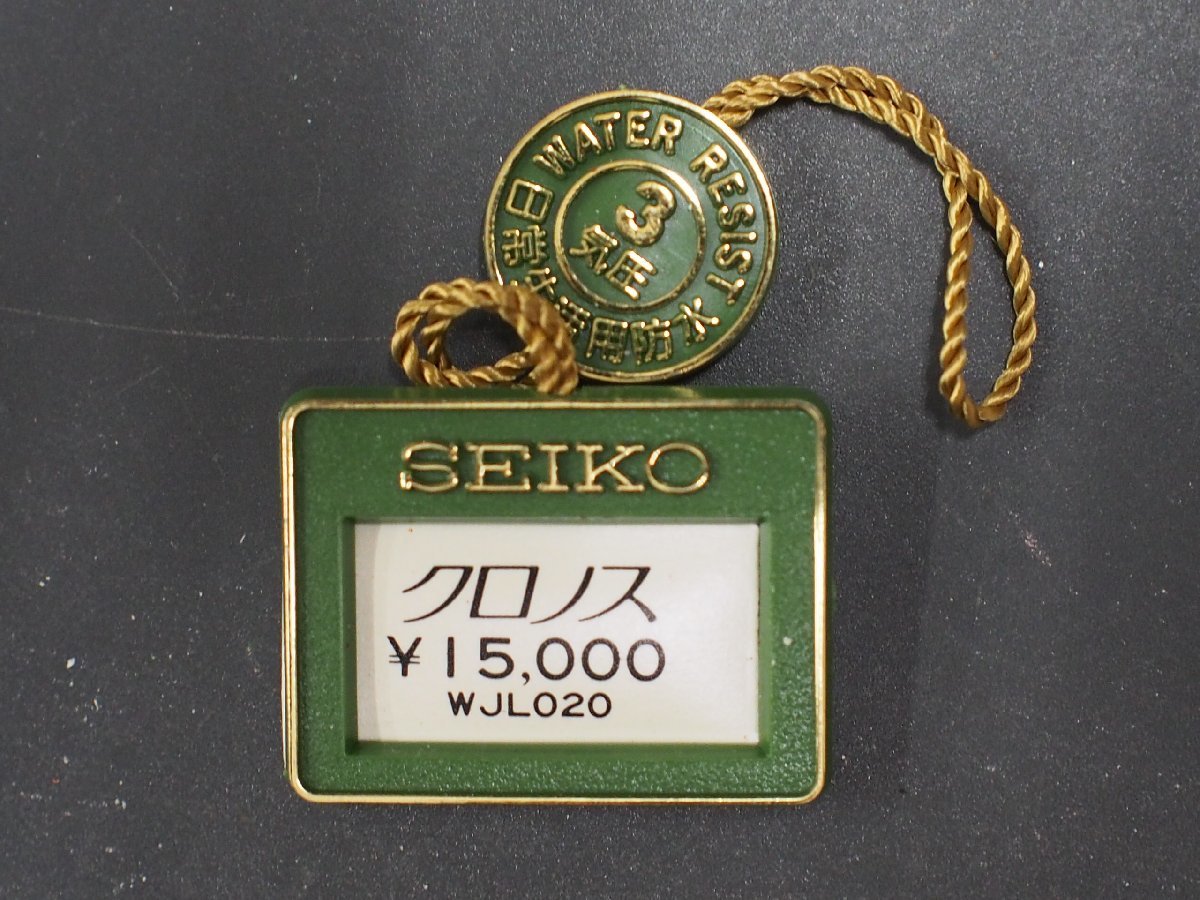 WATER RESIST
3
気圧
日常生活用防水
SEIKO
クロノス
¥15,000
WJL020